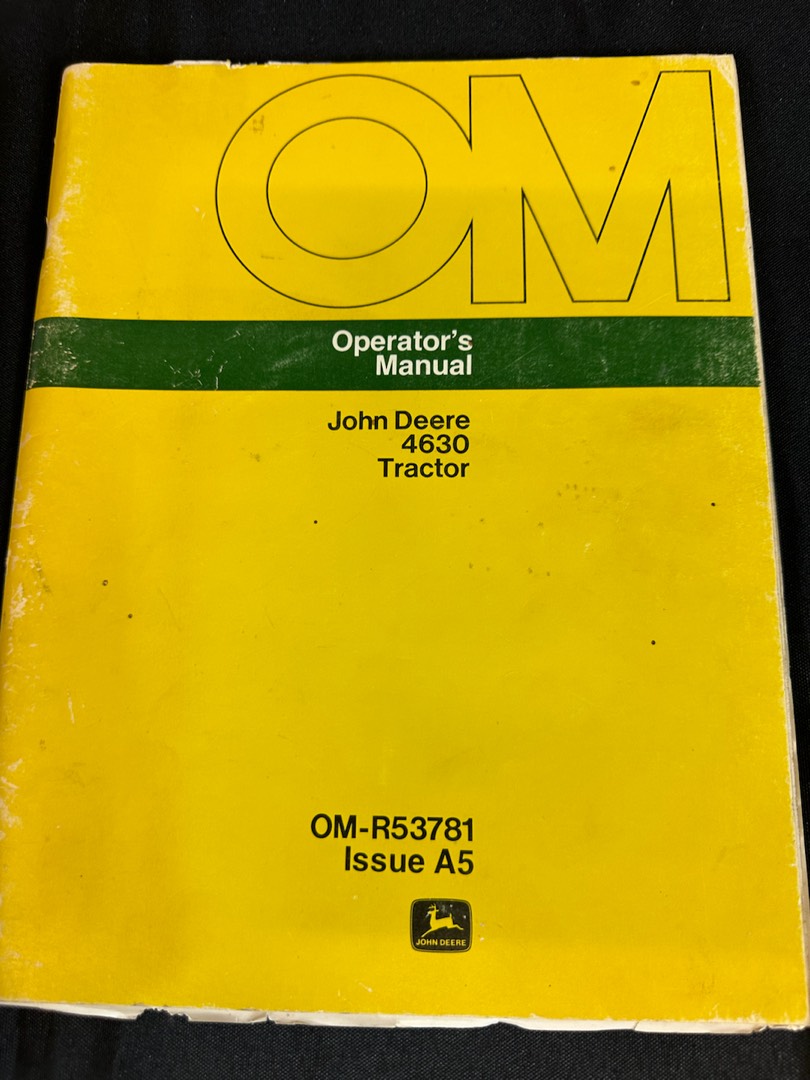 OM
Operator's
Manual
John Deere
4630
Tractor
OM-R53781
Issue A5
JOHN DEERE